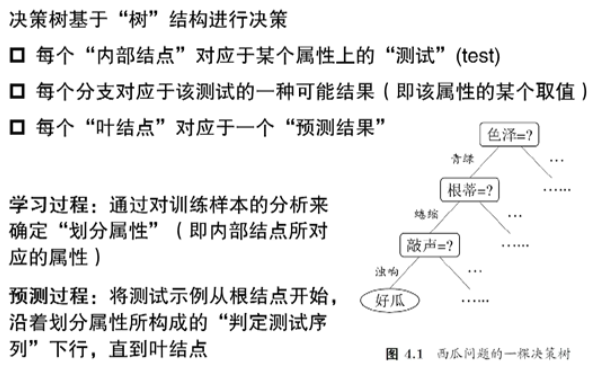 决策树基于“树”结构进行决策
每个“内部结点”对应于某个属性上的“测试”(test)
每个分支对应于该测试的一种可能结果（即该属性的某个取值）
每个“叶结点”对应于一个“预测结果”
学习过程：通过对训练样本的分析来
确定“划分属性”（即内部结点所对
应的属性）
预测过程：将测试示例从根结点开始，
沿着划分属性所构成的“判定测试序
列”下行，直到叶结点
色泽=?
青绿
...
根蒂=?
......
蜷缩
...
敲声=?
......
浊响
...
好瓜
......
图 4.1 西瓜问题的一棵决策树